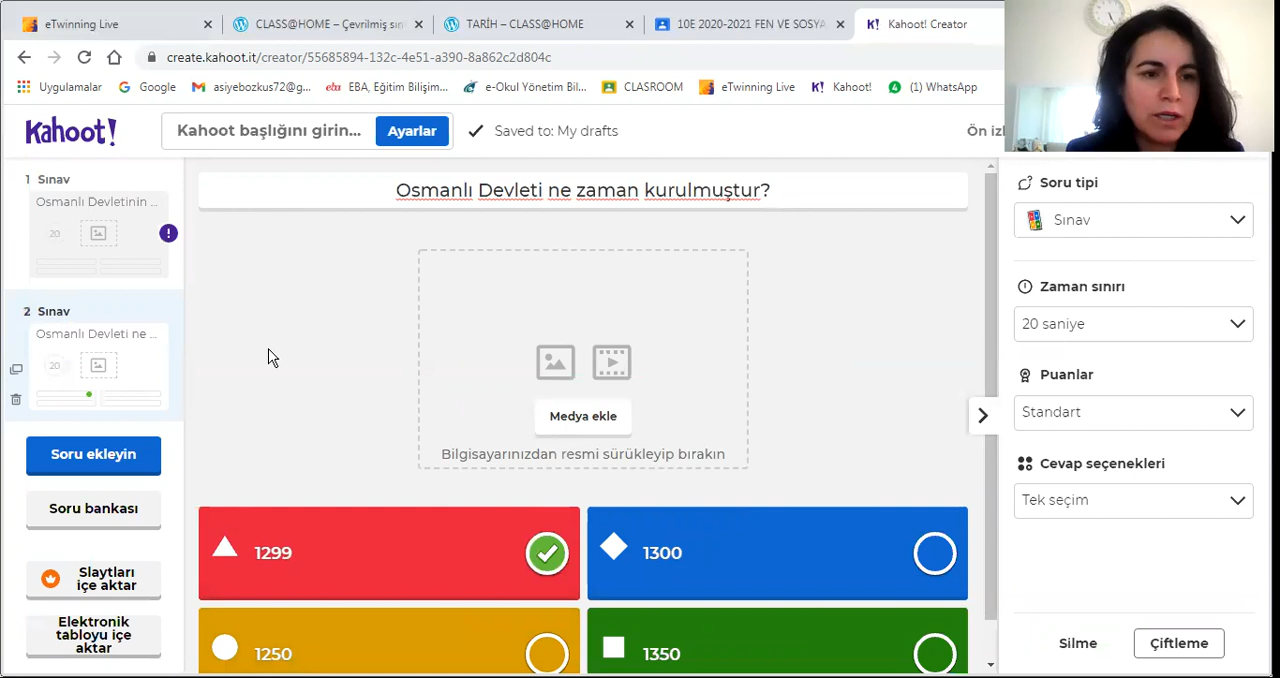 eTwinning Live
CLASS@HOME – Çevrilmiş sın
TARİH – CLASS@HOME
10E 2020-2021 FEN VE SOSYA
K! Kahoot! Creator
create.kahoot.it/creator/55685894-132c-4e51-a390-8a862c2d804c
Uygulamalar
Google
asiyebozkus72@g...
eba EBA, Eğitim Bilişim...
e-Okul Yönetim Bil...
CLASROOM
eTwinning Live
K! Kahoot!
(1) WhatsApp
Kahoot!
Kahoot başlığını girin...
Ayarlar
Saved to: My drafts
Ön iz
1 Sınav
Osmanlı Devletinin ...
20
!
2 Sınav
Osmanlı Devleti ne ...
20
Soru ekleyin
Soru bankası
Slaytları
içe aktar
Elektronik
tabloyu içe
aktar
Osmanlı Devleti ne zaman kurulmuştur?
Medya ekle
Bilgisayarınızdan resmi sürükleyip bırakın
1299
1300
1250
1350
Soru tipi
Sınav
Zaman sınırı
20 saniye
Puanlar
Standart
Cevap seçenekleri
Tek seçim
Silme
Çiftleme